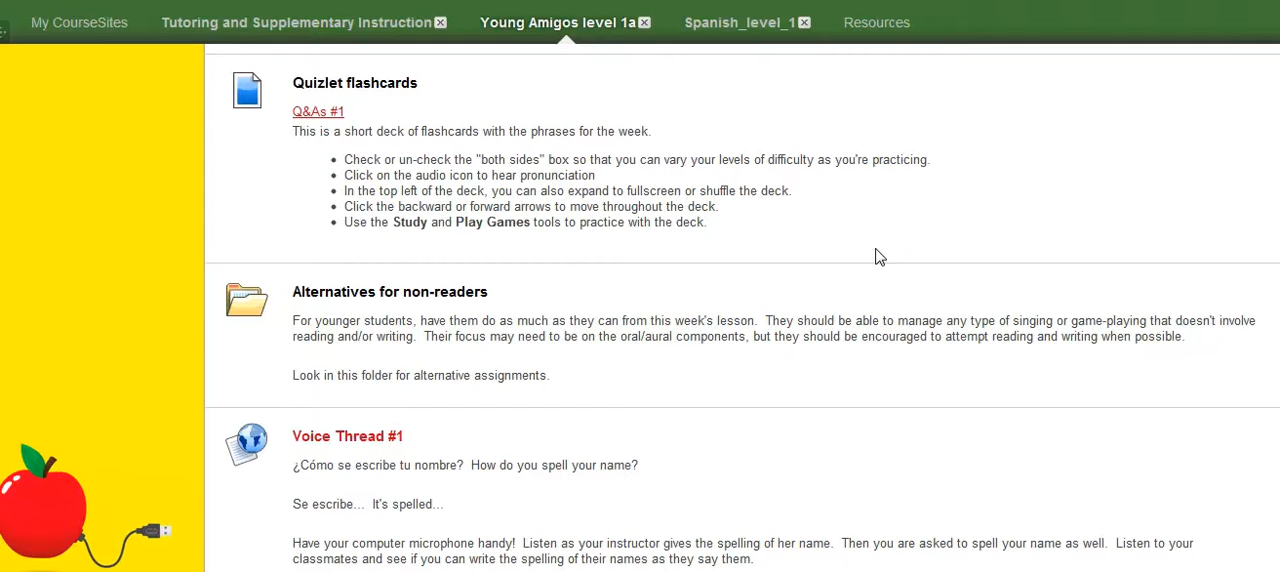 My CourseSites Tutoring and Supplementary Instruction Young Amigos level 1a Spanish_level_1 Resources
Quizlet flashcards
Q&As #1
This is a short deck of flashcards with the phrases for the week.
• Check or un-check the "both sides" box so that you can vary your levels of difficulty as you're practicing.
• Click on the audio icon to hear pronunciation
• In the top left of the deck, you can also expand to fullscreen or shuffle the deck.
• Click the backward or forward arrows to move throughout the deck.
• Use the Study and Play Games tools to practice with the deck.
Alternatives for non-readers
For younger students, have them do as much as they can from this week's lesson. They should be able to manage any type of singing or game-playing that doesn't involve
reading and/or writing. Their focus may need to be on the oral/aural components, but they should be encouraged to attempt reading and writing when possible.
Look in this folder for alternative assignments.
Voice Thread #1
¿Cómo se escribe tu nombre? How do you spell your name?
Se escribe... It's spelled...
Have your computer microphone handy! Listen as your instructor gives the spelling of her name. Then you are asked to spell your name as well. Listen to your
classmates and see if you can write the spelling of their names as they say them.